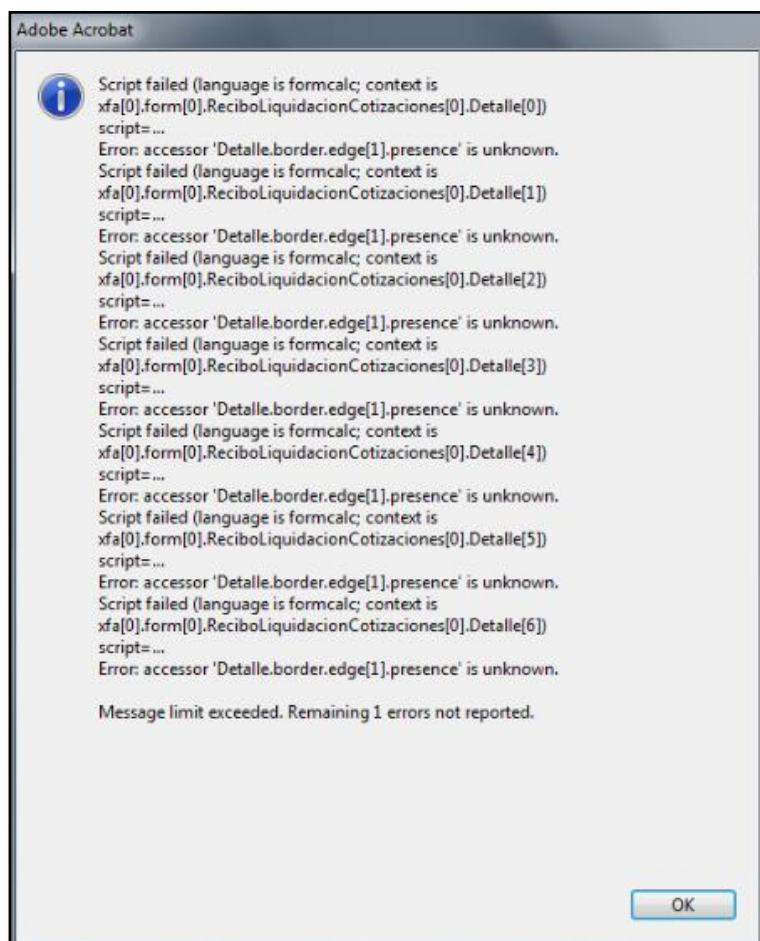 Adobe Acrobat
Script failed (language is formcalc; context is
xfa[0].form[0].ReciboLiquidacionCotizaciones[0].Detalle[0])
script=...
Error: accessor 'Detalle.border.edge[1].presence' is unknown.
Script failed (language is formcalc; context is
xfa[0].form[0].ReciboLiquidacionCotizaciones[0].Detalle[1])
script=...
Error: accessor 'Detalle.border.edge[1].presence' is unknown.
Script failed (language is formcalc; context is
xfa[0].form[0].ReciboLiquidacionCotizaciones[0].Detalle[2])
script=...
Error: accessor 'Detalle.border.edge[1].presence' is unknown.
Script failed (language is formcalc; context is
xfa[0].form[0].ReciboLiquidacionCotizaciones[0].Detalle[3])
script=...
Error: accessor 'Detalle.border.edge[1].presence' is unknown.
Script failed (language is formcalc; context is
xfa[0].form[0].ReciboLiquidacionCotizaciones[0].Detalle[4])
script=...
Error: accessor 'Detalle.border.edge[1].presence' is unknown.
Script failed (language is formcalc; context is
xfa[0].form[0].ReciboLiquidacionCotizaciones[0].Detalle[5])
script=...
Error: accessor 'Detalle.border.edge[1].presence' is unknown.
Script failed (language is formcalc; context is
xfa[0].form[0].ReciboLiquidacionCotizaciones[0].Detalle[6])
script=...
Error: accessor 'Detalle.border.edge[1].presence' is unknown.
Message limit exceeded. Remaining 1 errors not reported.
OK